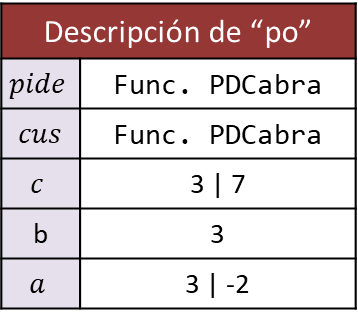 Descripción de “po”
pide Func. PDCabra
cus Func. PDCabra
c 3 | 7
b 3
a 3 | -2